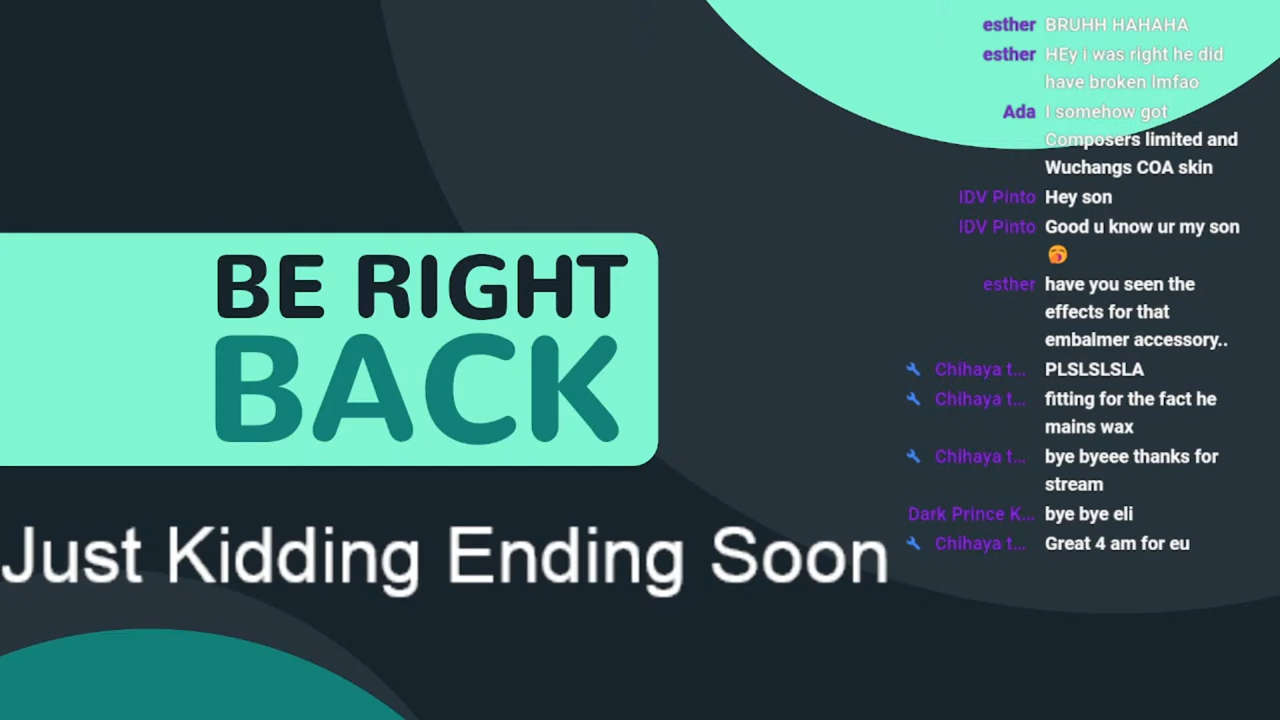 BE RIGHT
BACK
Just Kidding Ending Soon
esther BRUHH HAHAHA
esther HEy i was right he did
have broken lmfao
Ada I somehow got
Composers limited and
Wuchangs COA skin
IDV Pinto Hey son
IDV Pinto Good u know ur my son
🥱
esther have you seen the
effects for that
embalmer accessory..
Chihaya t... PLSLSLSLA
Chihaya t... fitting for the fact he
mains wax
Chihaya t... bye byeee thanks for
stream
Dark Prince K... bye bye eli
Chihaya t... Great 4 am for eu